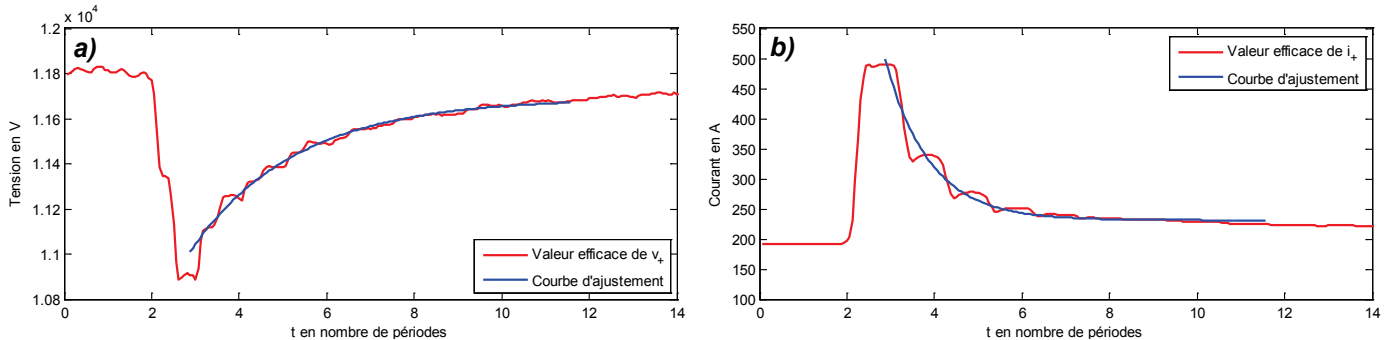 x 10⁴
1.2
1.18
1.16
1.14
1.12
1.1
1.08
Tension en V
a)
Valeur efficace de v+
Courbe d'ajustement
0 2 4 6 8 10 12 14
t en nombre de périodes
550
500
450
400
350
300
250
200
150
100
Courant en A
b)
Valeur efficace de i+
Courbe d'ajustement
0 2 4 6 8 10 12 14
t en nombre de périodes